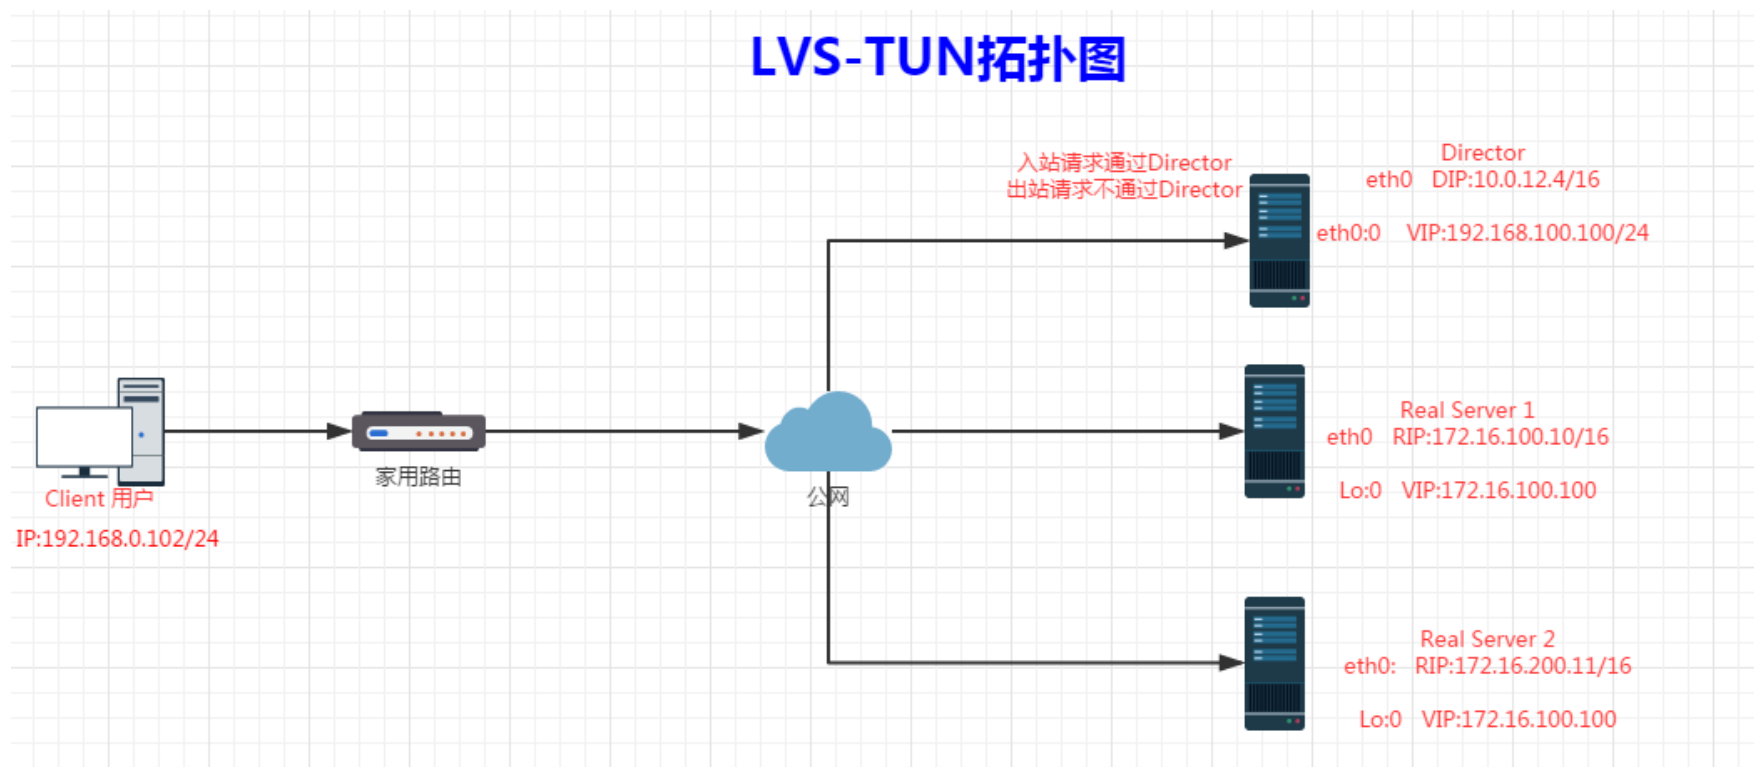 LVS-TUN拓扑图
入站请求通过Director
出站请求不通过Director
Director
eth0 DIP:10.0.12.4/16
eth0:0 VIP:192.168.100.100/24
Client 用户
IP:192.168.0.102/24
家用路由
公网
Real Server 1
eth0 RIP:172.16.100.10/16
Lo:0 VIP:172.16.100.100
Real Server 2
eth0: RIP:172.16.200.11/16
Lo:0 VIP:172.16.100.100